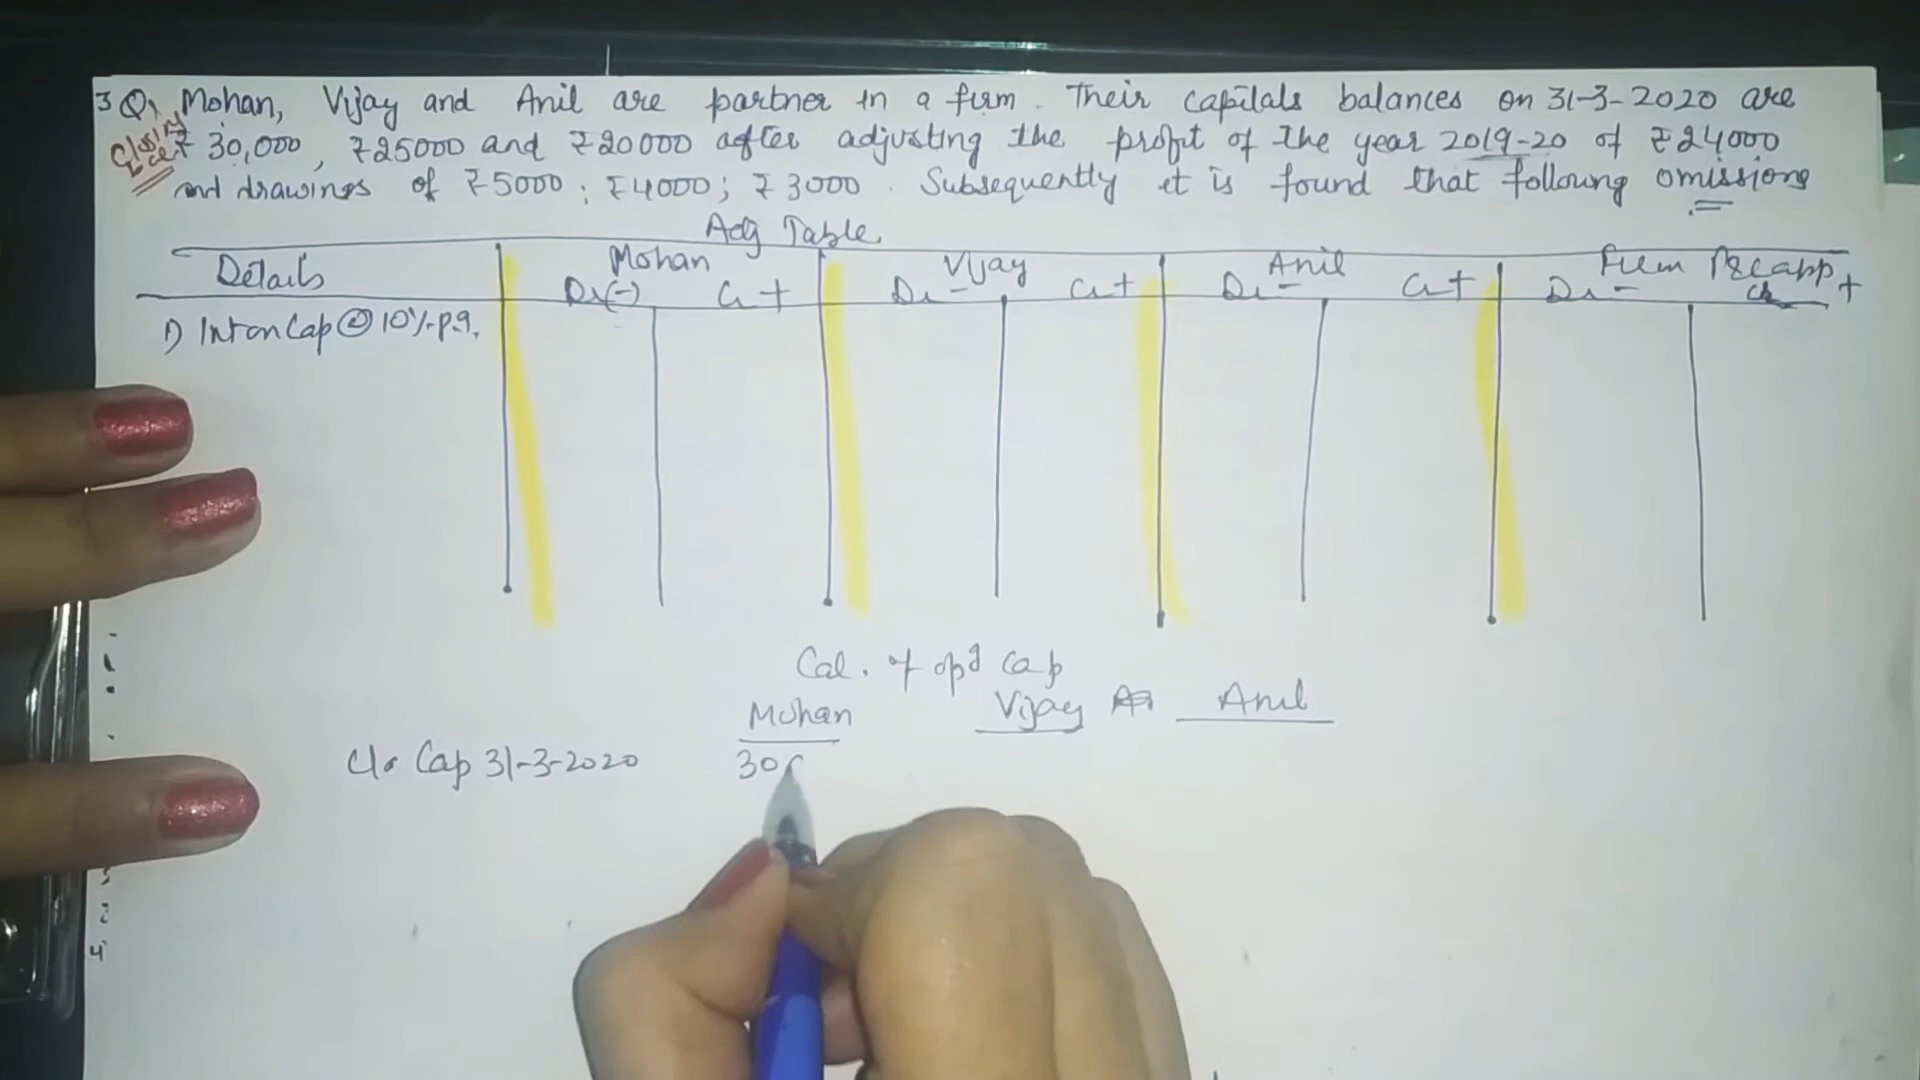 3 Q, Mohan, Vijay and Anil are partner in a firm. Their capitals balances on 31-3-2020 are
Closing
₹ 30,000, ₹25000 and ₹20000 after adjusting the profit of the year 2019-20 of ₹24000
and drawings of ₹5000; ₹4000; ₹3000. Subsequently it is found that following omissions
Adj Table
Details Mohan Vijay Anil Firm
Dr(-) Cr + Dr - Cr + Dr - Cr + Dr - Cr +
1) Int on Cap @ 10% p.a.
Cal. of opg cap
Mohan Vijay Anil
Clo Cap 31-3-2020 300
4